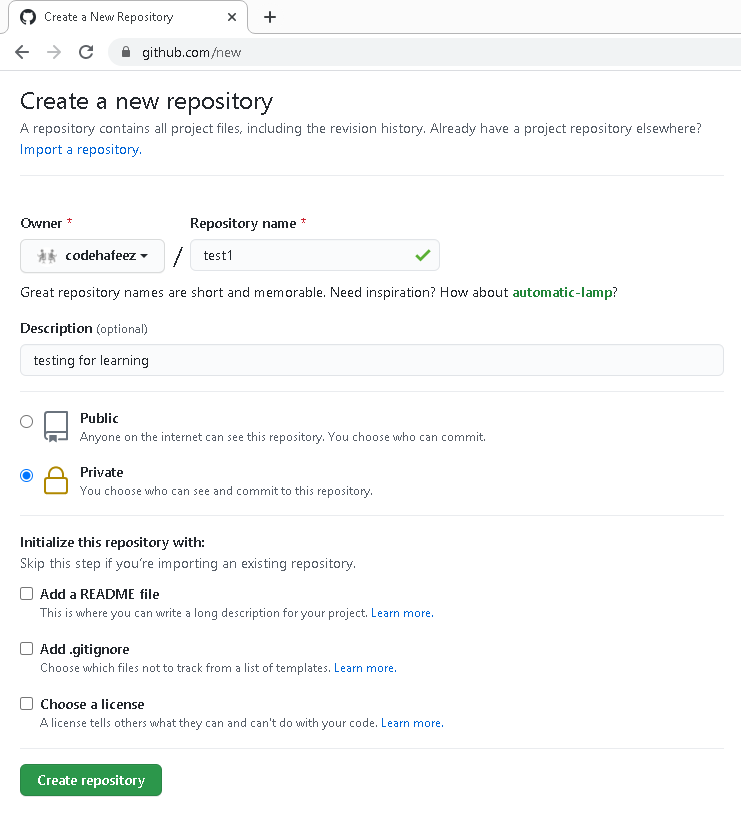 Create a New Repository
github.com/new
Create a new repository
A repository contains all project files, including the revision history. Already have a project repository elsewhere?
Import a repository.
Owner * Repository name *
codehafeez / test1
Great repository names are short and memorable. Need inspiration? How about automatic-lamp?
Description (optional)
testing for learning
Public
Anyone on the internet can see this repository. You choose who can commit.
Private
You choose who can see and commit to this repository.
Initialize this repository with:
Skip this step if you're importing an existing repository.
Add a README file
This is where you can write a long description for your project. Learn more.
Add .gitignore
Choose which files not to track from a list of templates. Learn more.
Choose a license
A license tells others what they can and can't do with your code. Learn more.
Create repository